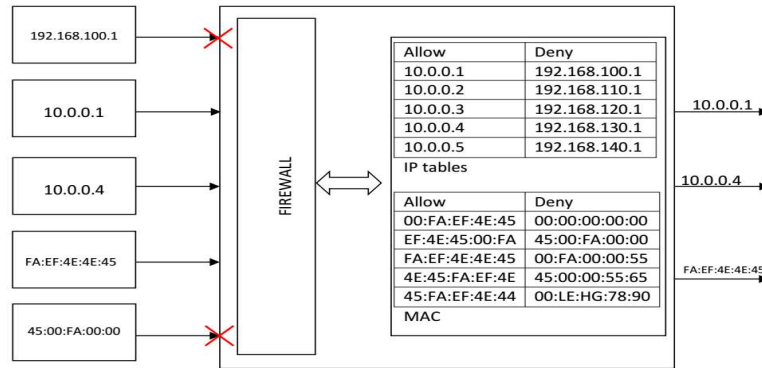 192.168.100.1
10.0.0.1
10.0.0.4
FA:EF:4E:4E:45
45:00:FA:00:00
FIREWALL
Allow Deny
10.0.0.1 192.168.100.1
10.0.0.2 192.168.110.1
10.0.0.3 192.168.120.1
10.0.0.4 192.168.130.1
10.0.0.5 192.168.140.1
IP tables
Allow Deny
00:FA:EF:4E:45 00:00:00:00:00
EF:4E:45:00:FA 45:00:FA:00:00
FA:EF:4E:4E:45 00:FA:00:00:55
4E:45:FA:EF:4E 45:00:00:55:65
45:FA:EF:4E:44 00:LE:HG:78:90
MAC
10.0.0.1
10.0.0.4
FA:EF:4E:4E:45